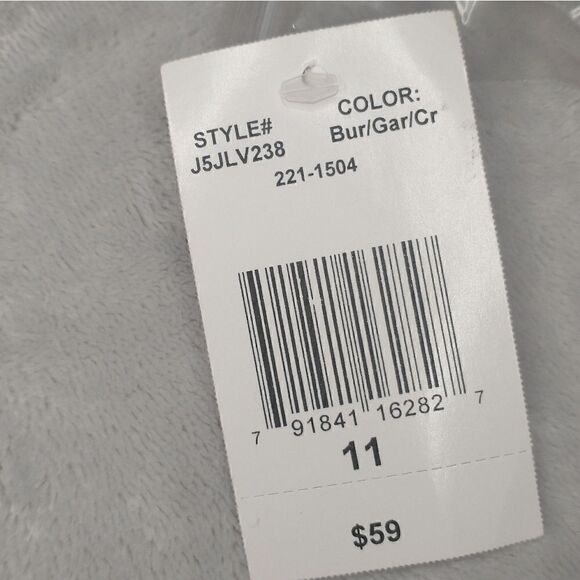 STYLE# COLOR:
J5JLV238 Bur/Gar/Cr
221-1504
7 91841 16282 7
11
$59